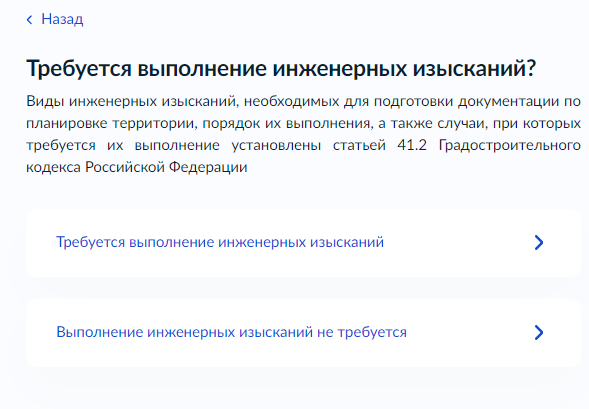 Назад
Требуется выполнение инженерных изысканий?
Виды инженерных изысканий, необходимых для подготовки документации по
планировке территории, порядок их выполнения, а также случаи, при которых
требуется их выполнение установлены статьей 41.2 Градостроительного
кодекса Российской Федерации
Требуется выполнение инженерных изысканий
Выполнение инженерных изысканий не требуется